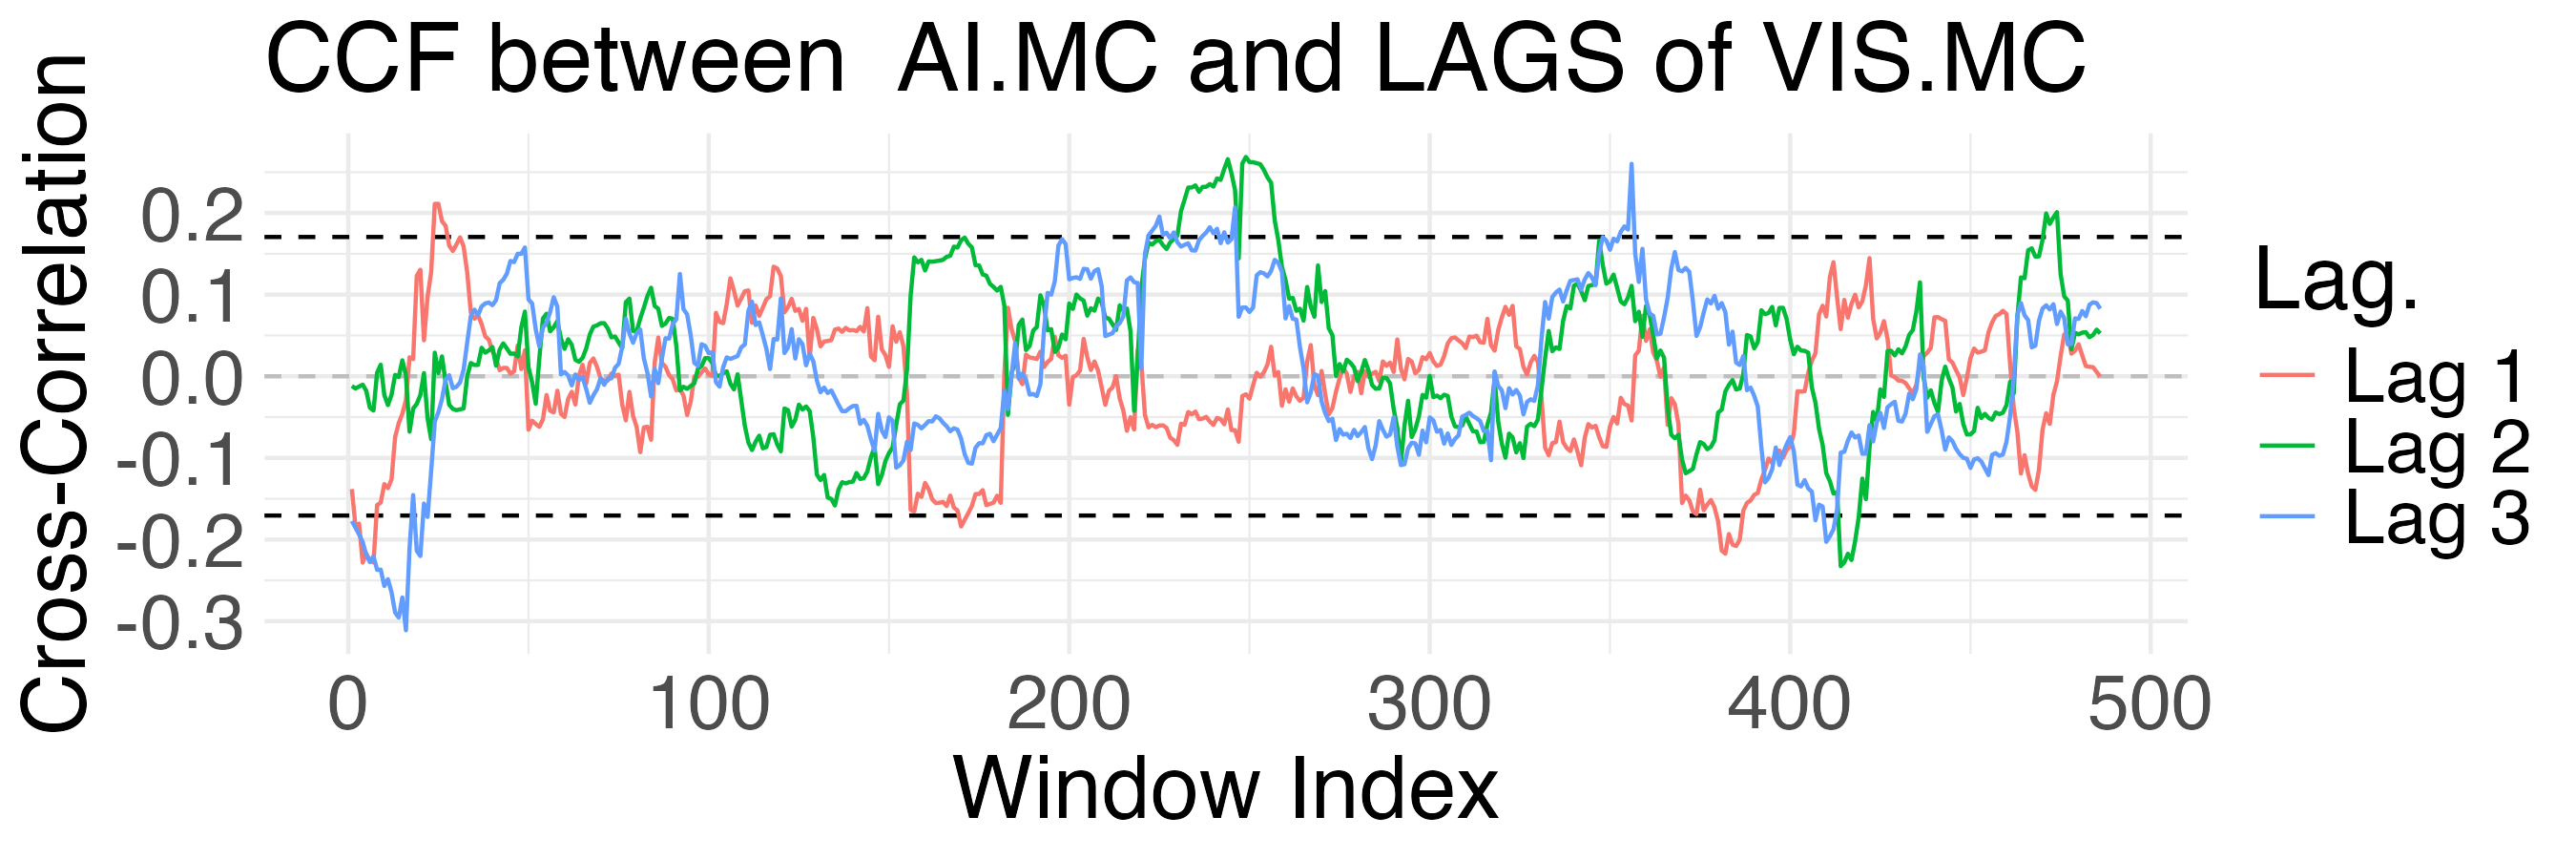 CCF between  AI.MC and LAGS of VIS.MC
Cross-Correlation
0.2
0.1
0.0
-0.1
-0.2
-0.3
0 100 200 300 400 500
Window Index
Lag.
Lag 1
Lag 2
Lag 3